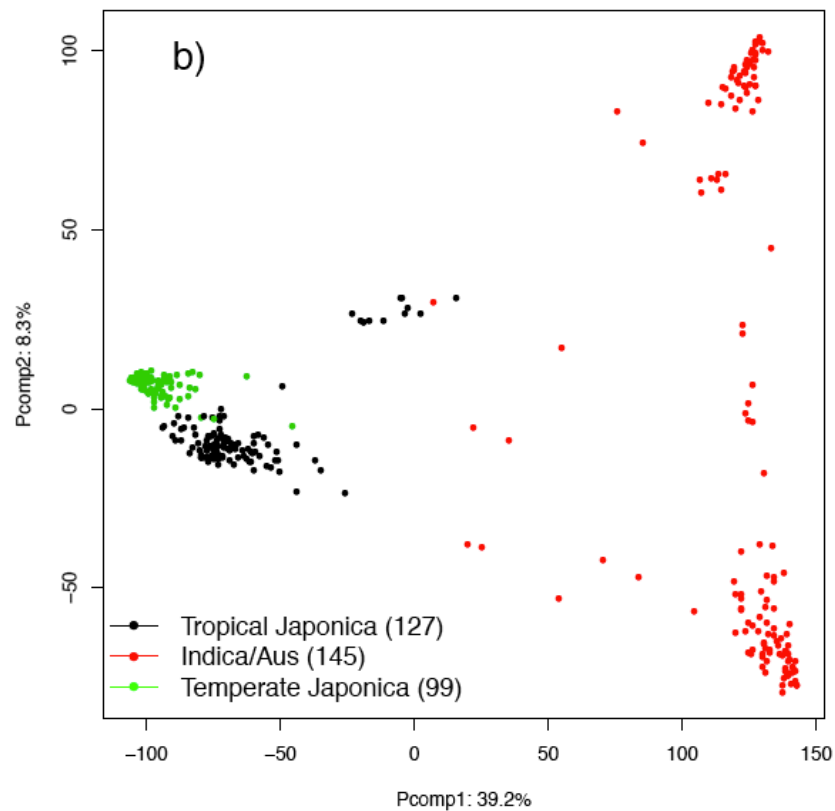 b)
100
50
0
−50
Pcomp2: 8.3%
Tropical Japonica (127)
Indica/Aus (145)
Temperate Japonica (99)
−100
−50
0
50
100
150
Pcomp1: 39.2%